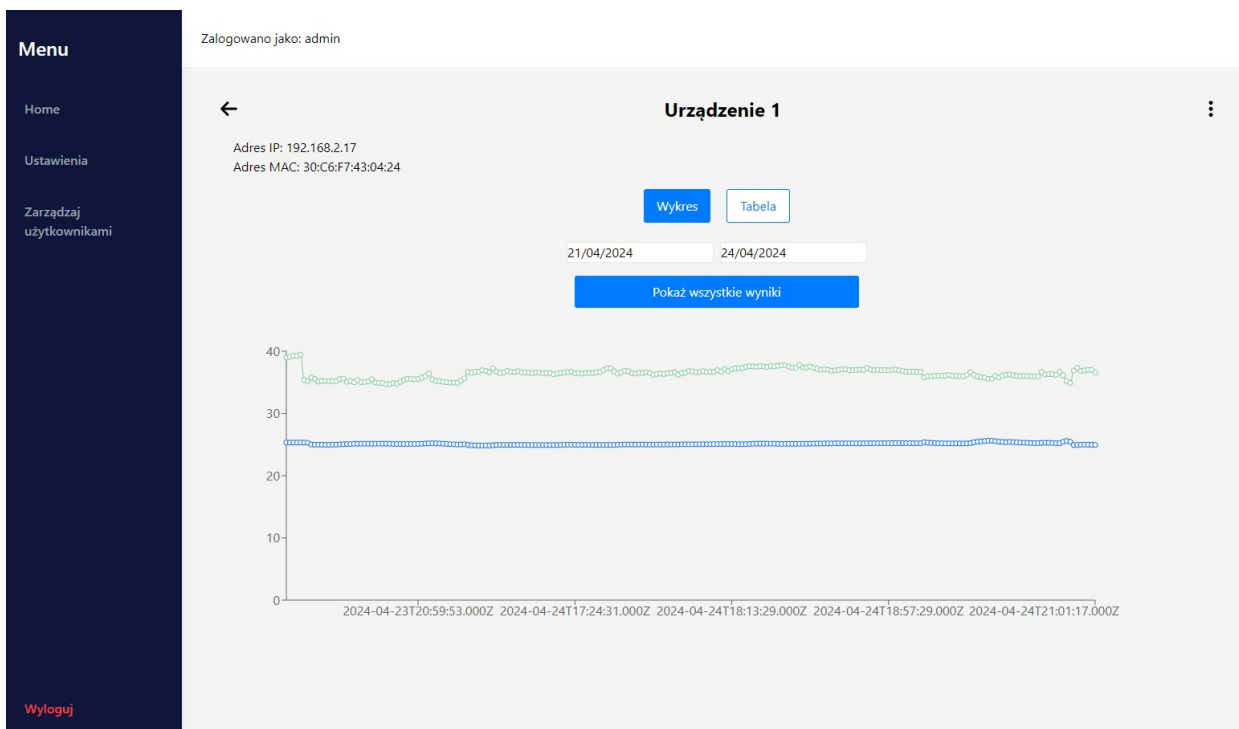 Menu
Home
Ustawienia
Zarządzaj
użytkownikami
Wyloguj
Zalogowano jako: admin
Urządzenie 1
Adres IP: 192.168.2.17
Adres MAC: 30:C6:F7:43:04:24
Wykres Tabela
21/04/2024 24/04/2024
Pokaż wszystkie wyniki
40
30
20
10
0
2024-04-23T20:59:53.000Z 2024-04-24T17:24:31.000Z 2024-04-24T18:13:29.000Z 2024-04-24T18:57:29.000Z 2024-04-24T21:01:17.000Z